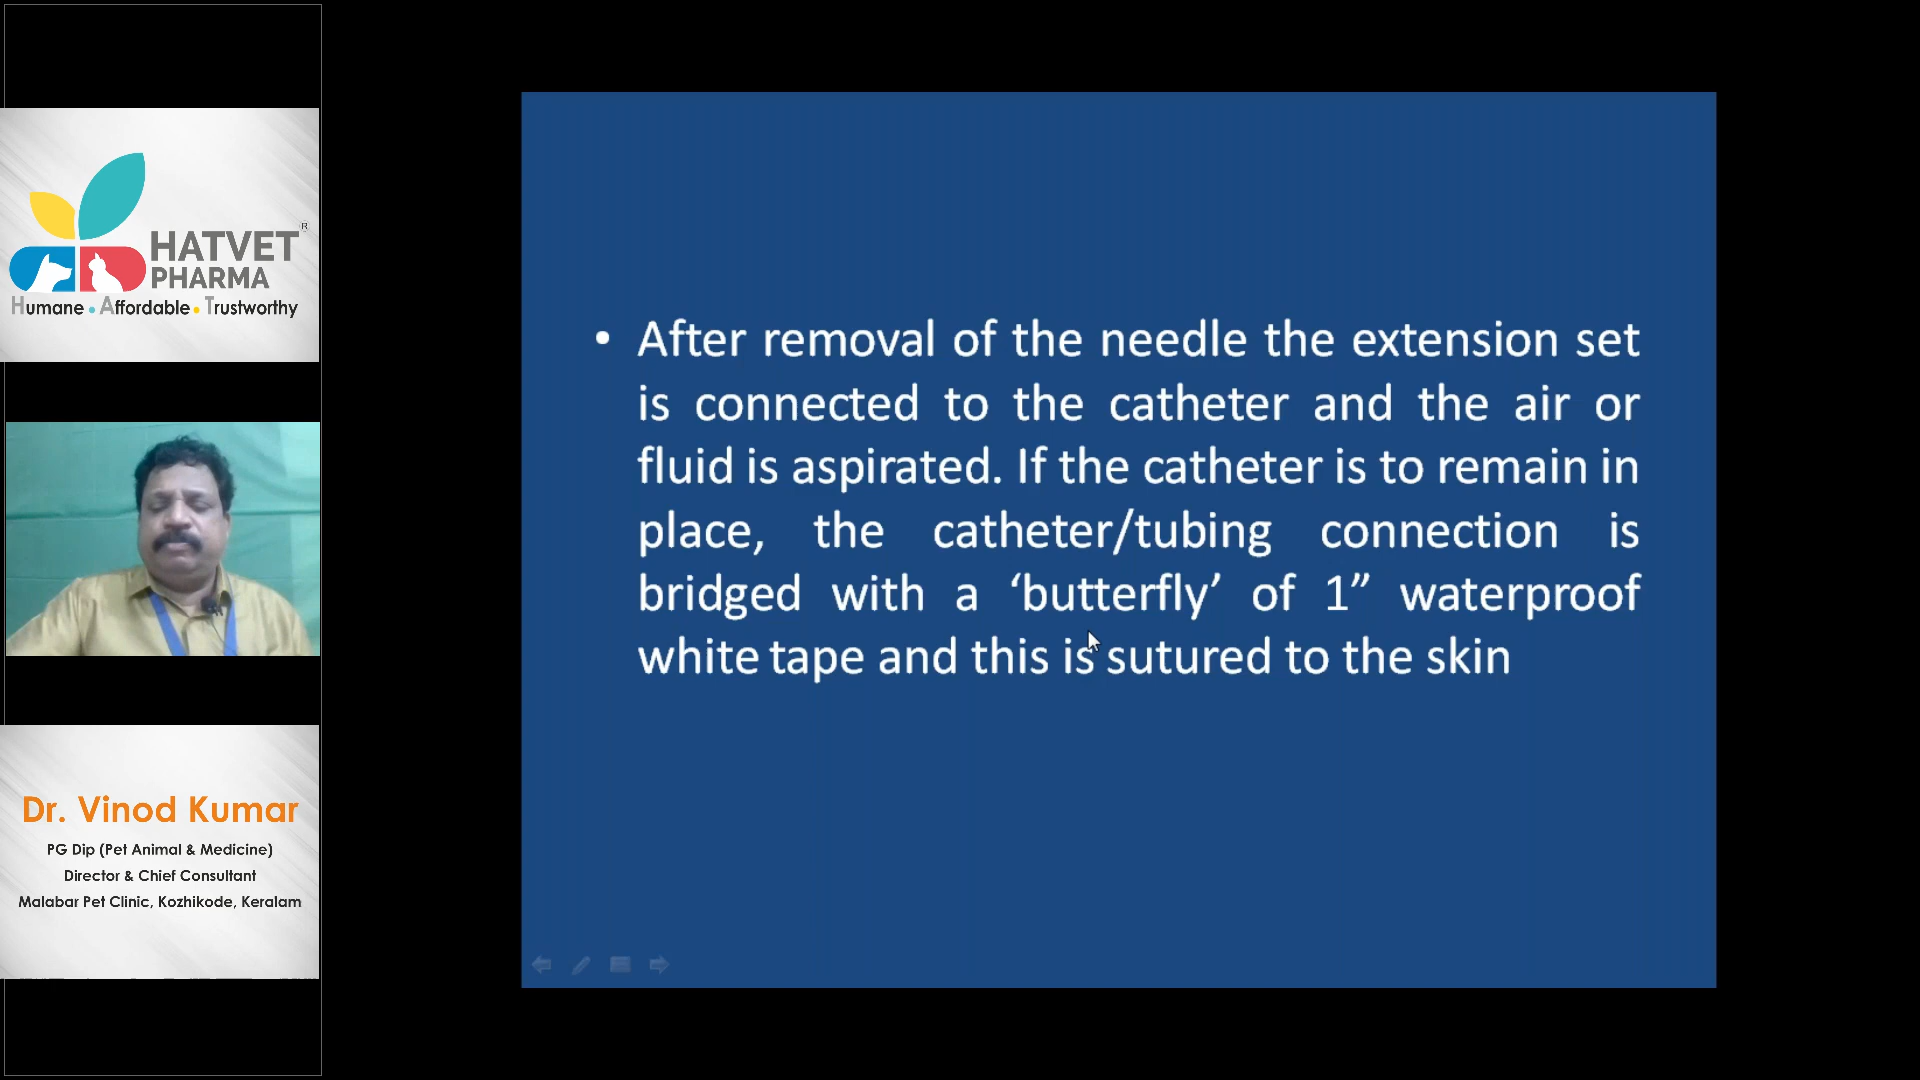 HATVET®
PHARMA
Humane • Affordable • Trustworthy
Dr. Vinod Kumar
PG Dip (Pet Animal & Medicine)
Director & Chief Consultant
Malabar Pet Clinic, Kozhikode, Keralam
• After removal of the needle the extension set
is connected to the catheter and the air or
fluid is aspirated. If the catheter is to remain in
place, the catheter/tubing connection is
bridged with a ‘butterfly’ of 1” waterproof
white tape and this is sutured to the skin